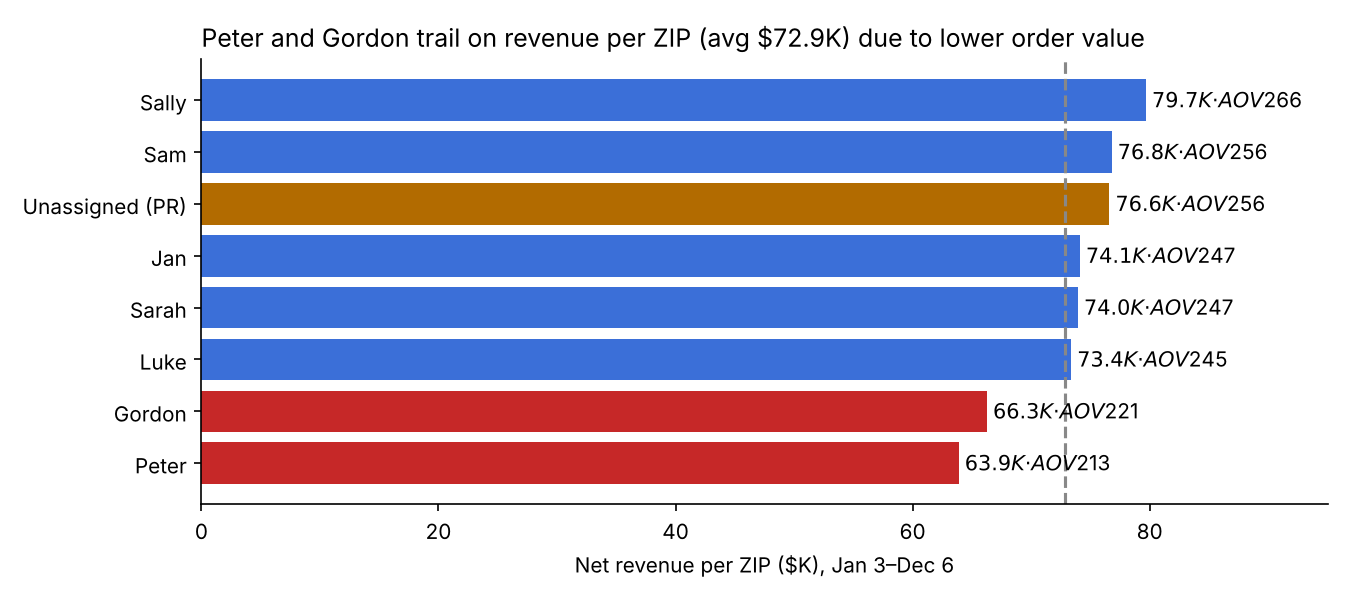 Peter and Gordon trail on revenue per ZIP (avg $72.9K) due to lower order value
Sally 79.7K·AOV266
Sam 76.8K·AOV256
Unassigned (PR) 76.6K·AOV256
Jan 74.1K·AOV247
Sarah 74.0K·AOV247
Luke 73.4K·AOV245
Gordon 66.3K·AOV221
Peter 63.9K·AOV213
0 20 40 60 80
Net revenue per ZIP ($K), Jan 3–Dec 6